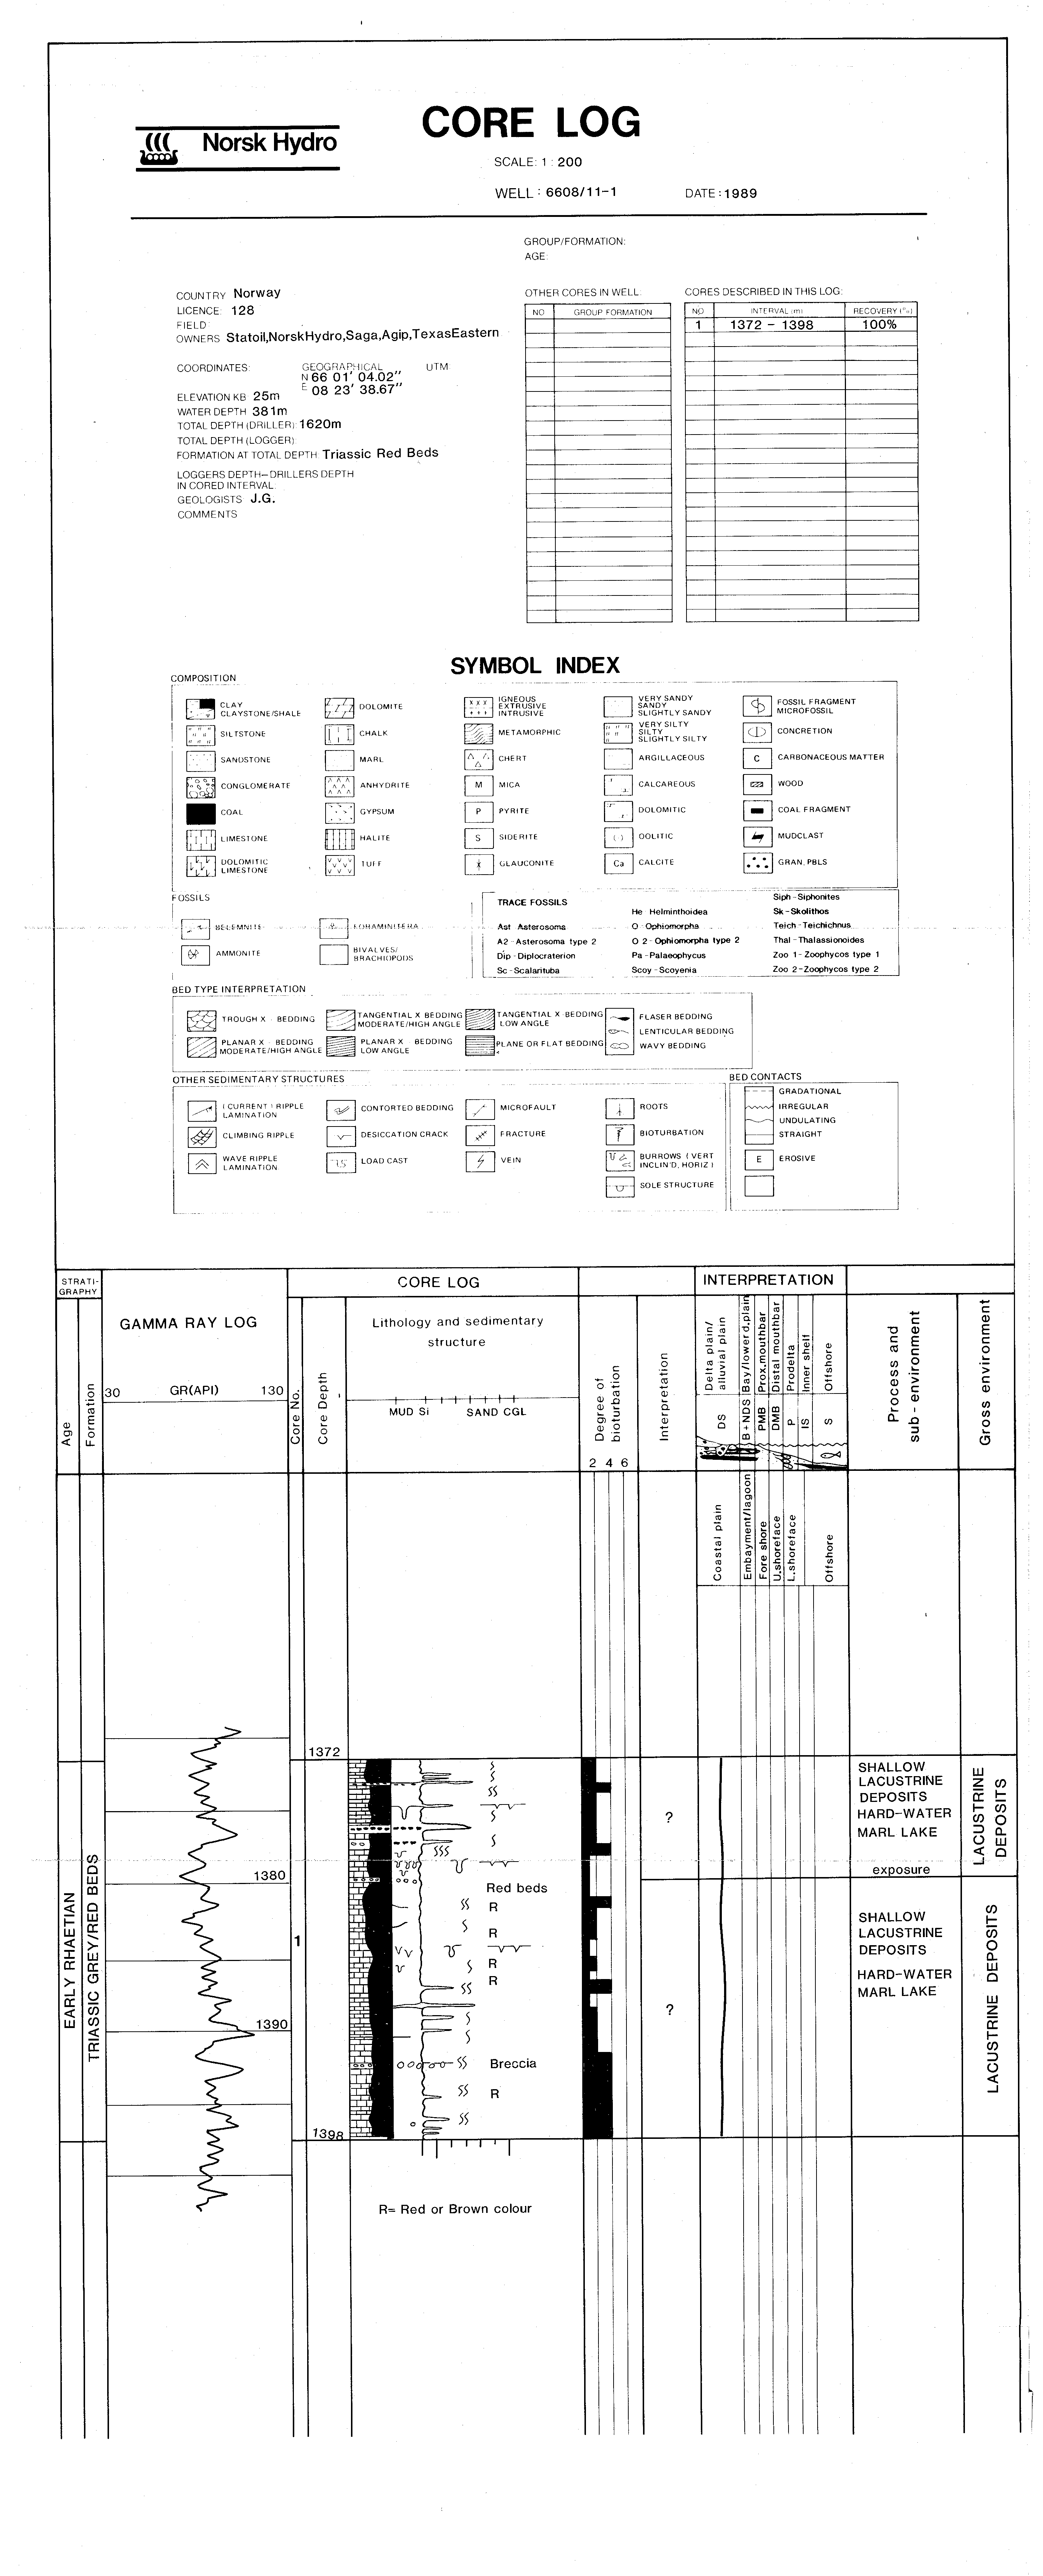 CORE LOG
Norsk Hydro
SCALE: 1 : 200
WELL : 6608/11-1
DATE : 1989
GROUP/FORMATION:
AGE:
COUNTRY Norway
LICENCE: 128
FIELD
OWNERS Statoil,NorskHydro,Saga,Agip,TexasEastern
COORDINATES: GEOGRAPHICAL UTM
N 66 01' 04.02"
E 08 23' 38.67"
ELEVATION KB 25m
WATER DEPTH 381m
TOTAL DEPTH (DRILLER) 1620m
TOTAL DEPTH (LOGGER)
FORMATION AT TOTAL DEPTH Triassic Red Beds
LOGGERS DEPTH-DRILLERS DEPTH
IN CORED INTERVAL
GEOLOGISTS J.G.
COMMENTS
OTHER CORES IN WELL:
NO GROUP FORMATION
CORES DESCRIBED IN THIS LOG:
NO INTERVAL (m) RECOVERY (%)
1 1372 - 1398 100%
SYMBOL INDEX
COMPOSITION
CLAY
CLAYSTONE/SHALE
SILTSTONE
SANDSTONE
CONGLOMERATE
COAL
LIMESTONE
DOLOMITIC
LIMESTONE
DOLOMITE
CHALK
MARL
ANHYDRITE
GYPSUM
HALITE
TUFF
IGNEOUS
EXTRUSIVE
INTRUSIVE
METAMORPHIC
CHERT
M MICA
P PYRITE
S SIDERITE
GLAUCONITE
VERY SANDY
SANDY
SLIGHTLY SANDY
VERY SILTY
SILTY
SLIGHTLY SILTY
ARGILLACEOUS
CALCAREOUS
DOLOMITIC
OOLITIC
Ca CALCITE
FOSSIL FRAGMENT
MICROFOSSIL
CONCRETION
C CARBONACEOUS MATTER
WOOD
COAL FRAGMENT
MUDCLAST
GRAN, PBLS
FOSSILS
BELEMNITE
AMMONITE
FORAMINIFERA
BIVALVES/
BRACHIOPODS
TRACE FOSSILS
Ast Asterosoma
A2 - Asterosoma type 2
Dip - Diplocraterion
Sc - Scalarituba
He Helminthoidea
O Ophiomorpha
O 2 - Ophiomorpha type 2
Pa - Palaeophycus
Scoy - Scoyenia
Siph - Siphonites
Sk - Skolithos
Teich - Teichichnus
Thal - Thalassionoides
Zoo 1 - Zoophycos type 1
Zoo 2 - Zoophycos type 2
BED TYPE INTERPRETATION
TROUGH X - BEDDING
PLANAR X - BEDDING
MODERATE/HIGH ANGLE
TANGENTIAL X BEDDING
MODERATE/HIGH ANGLE
PLANAR X - BEDDING
LOW ANGLE
TANGENTIAL X - BEDDING
LOW ANGLE
PLANE OR FLAT BEDDING
FLASER BEDDING
LENTICULAR BEDDING
WAVY BEDDING
OTHER SEDIMENTARY STRUCTURES
(CURRENT) RIPPLE
LAMINATION
CLIMBING RIPPLE
WAVE RIPPLE
LAMINATION
CONTORTED BEDDING
DESICCATION CRACK
LOAD CAST
MICROFAULT
FRACTURE
VEIN
ROOTS
BIOTURBATION
BURROWS (VERT
INCLIN'D, HORIZ)
SOLE STRUCTURE
BED CONTACTS
GRADATIONAL
IRREGULAR
UNDULATING
STRAIGHT
E EROSIVE
STRATI-
GRAPHY
Age
Formation
GAMMA RAY LOG
30 GR(API) 130
CORE LOG
Core No.
Core Depth
Lithology and sedimentary
structure
MUD Si SAND CGL
Degree of
bioturbation
2 4 6
Interpretation
INTERPRETATION
Delta plain/
alluvial plain
Bay/lower d.plain
Prox.mouthbar
Distal mouthbar
Prodelta
Inner shelf
Offshore
DS
B + NDS
PMB
DMB
P
IS
S
Coastal plain
Embayment/lagoon
Fore shore
U.shoreface
L.shoreface
Offshore
Process and
sub - environment
Gross environment
EARLY RHAETIAN
TRIASSIC GREY/RED BEDS
1372
1380
1390
1398
1
Red beds
R
R
R
R
Breccia
R
?
?
SHALLOW
LACUSTRINE
DEPOSITS
HARD-WATER
MARL LAKE
exposure
LACUSTRINE
DEPOSITS
SHALLOW
LACUSTRINE
DEPOSITS
HARD-WATER
MARL LAKE
LACUSTRINE DEPOSITS
R= Red or Brown colour